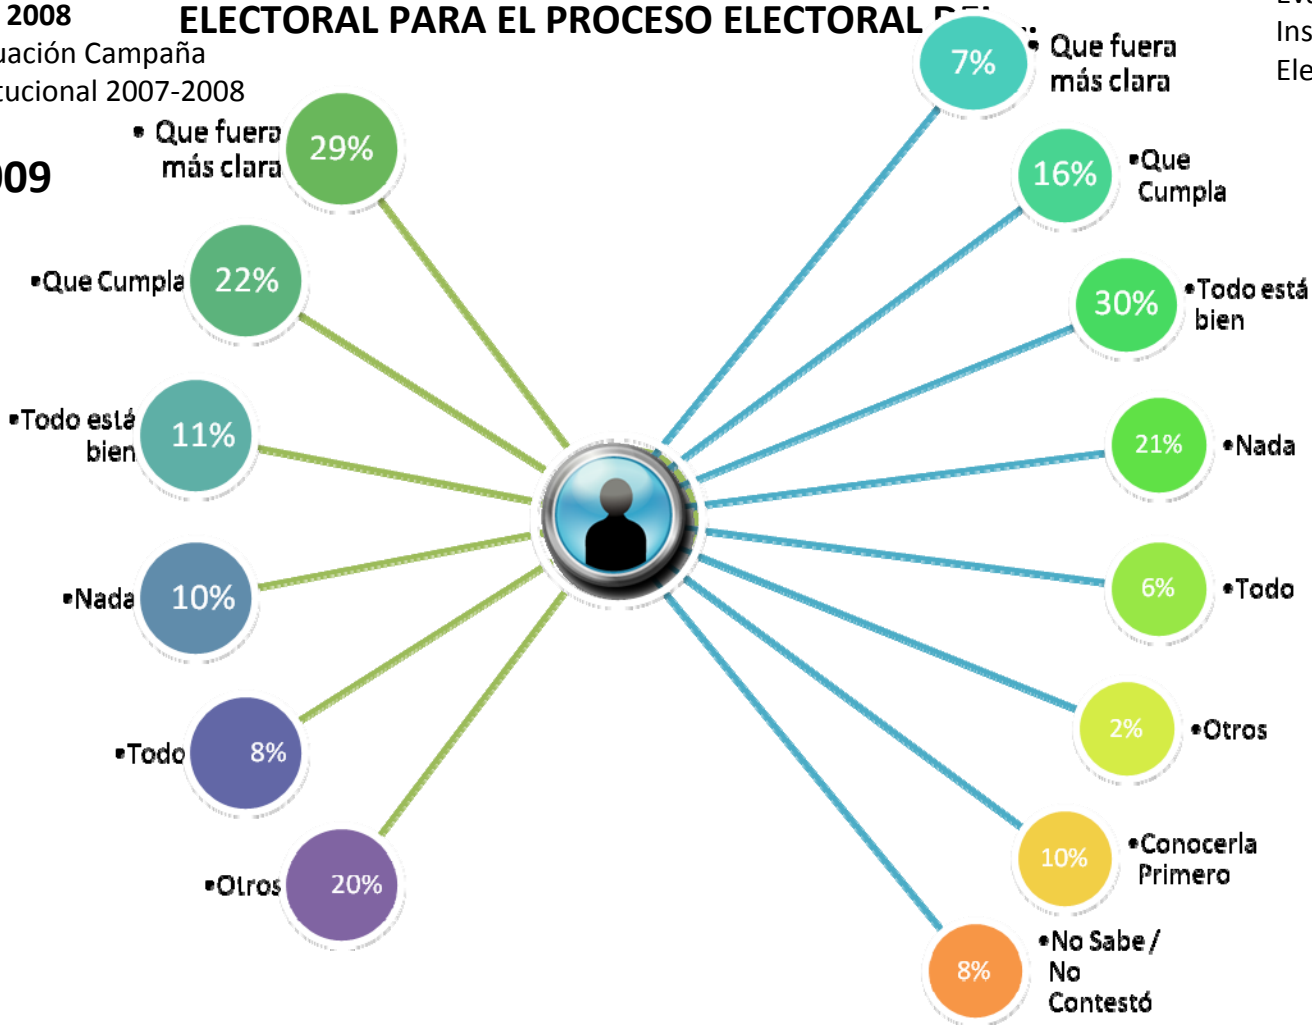 2008
ELECTORAL PARA EL PROCESO ELECTORAL
uación Campaña
tucional 2007-2008
009
Ins
Ele
• Que fuera
más clara
29%
•Que Cumpla
22%
•Todo está
bien
11%
•Nada
10%
•Todo
8%
•Otros
20%
7%
• Que fuera
más clara
16%
•Que
Cumpla
30%
•Todo está
bien
21%
•Nada
6%
•Todo
2%
•Otros
10%
•Conocerla
Primero
8%
•No Sabe /
No
Contestó